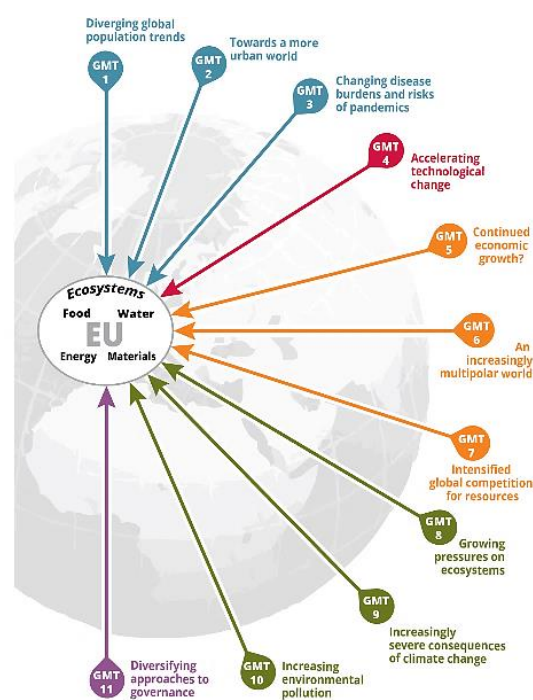 GMT
1
Diverging global
population trends
GMT
2
Towards a more
urban world
GMT
3
Changing disease
burdens and risks
of pandemics
GMT
4
Accelerating
technological
change
GMT
5
Continued
economic
growth?
GMT
6
An
increasingly
multipolar world
GMT
7
Intensified
global competition
for resources
GMT
8
Growing
pressures on
ecosystems
GMT
9
Increasingly
severe consequences
of climate change
GMT
10
Increasing
environmental
pollution
GMT
11
Diversifying
approaches to
governance
Ecosystems
Food Water
EU
Energy Materials